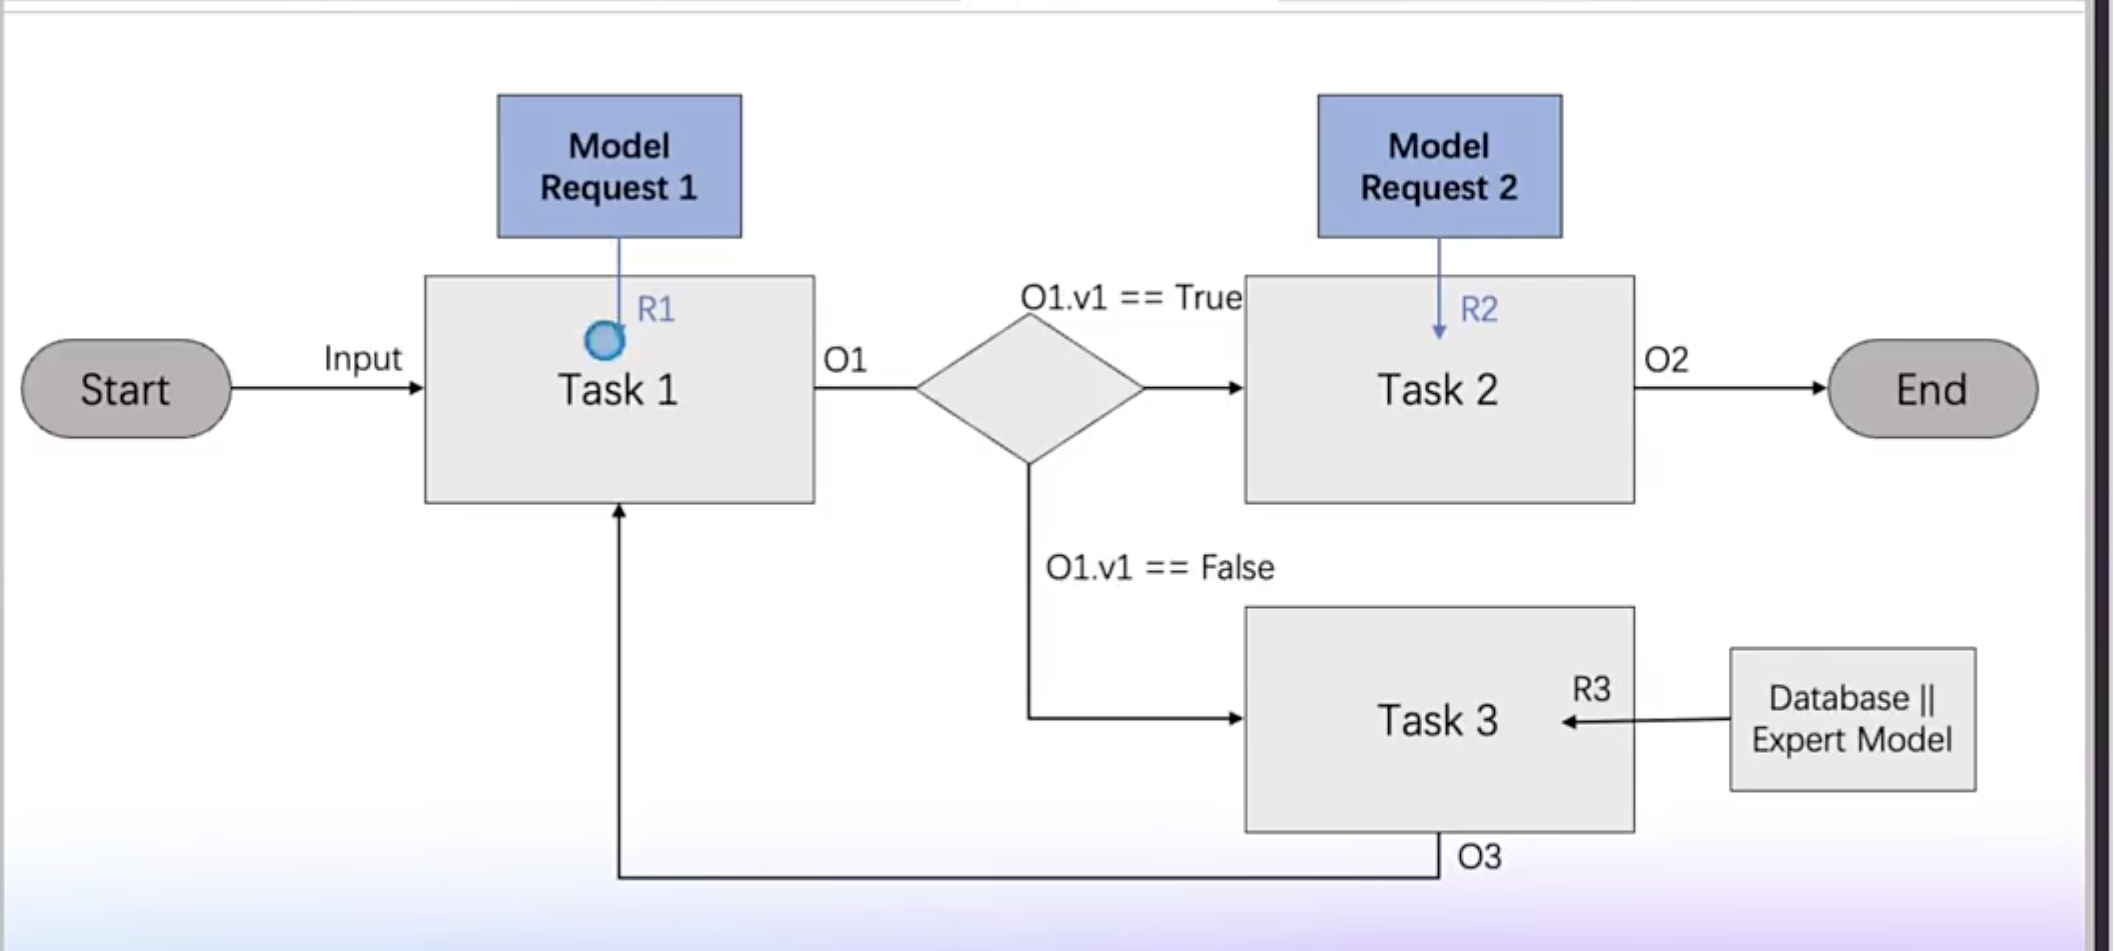 Model
Request 1
Model
Request 2
R1
O1.v1 == True
R2
Start
Input
Task 1
O1
Task 2
O2
End
O1.v1 == False
Task 3
R3
Database ||
Expert Model
O3